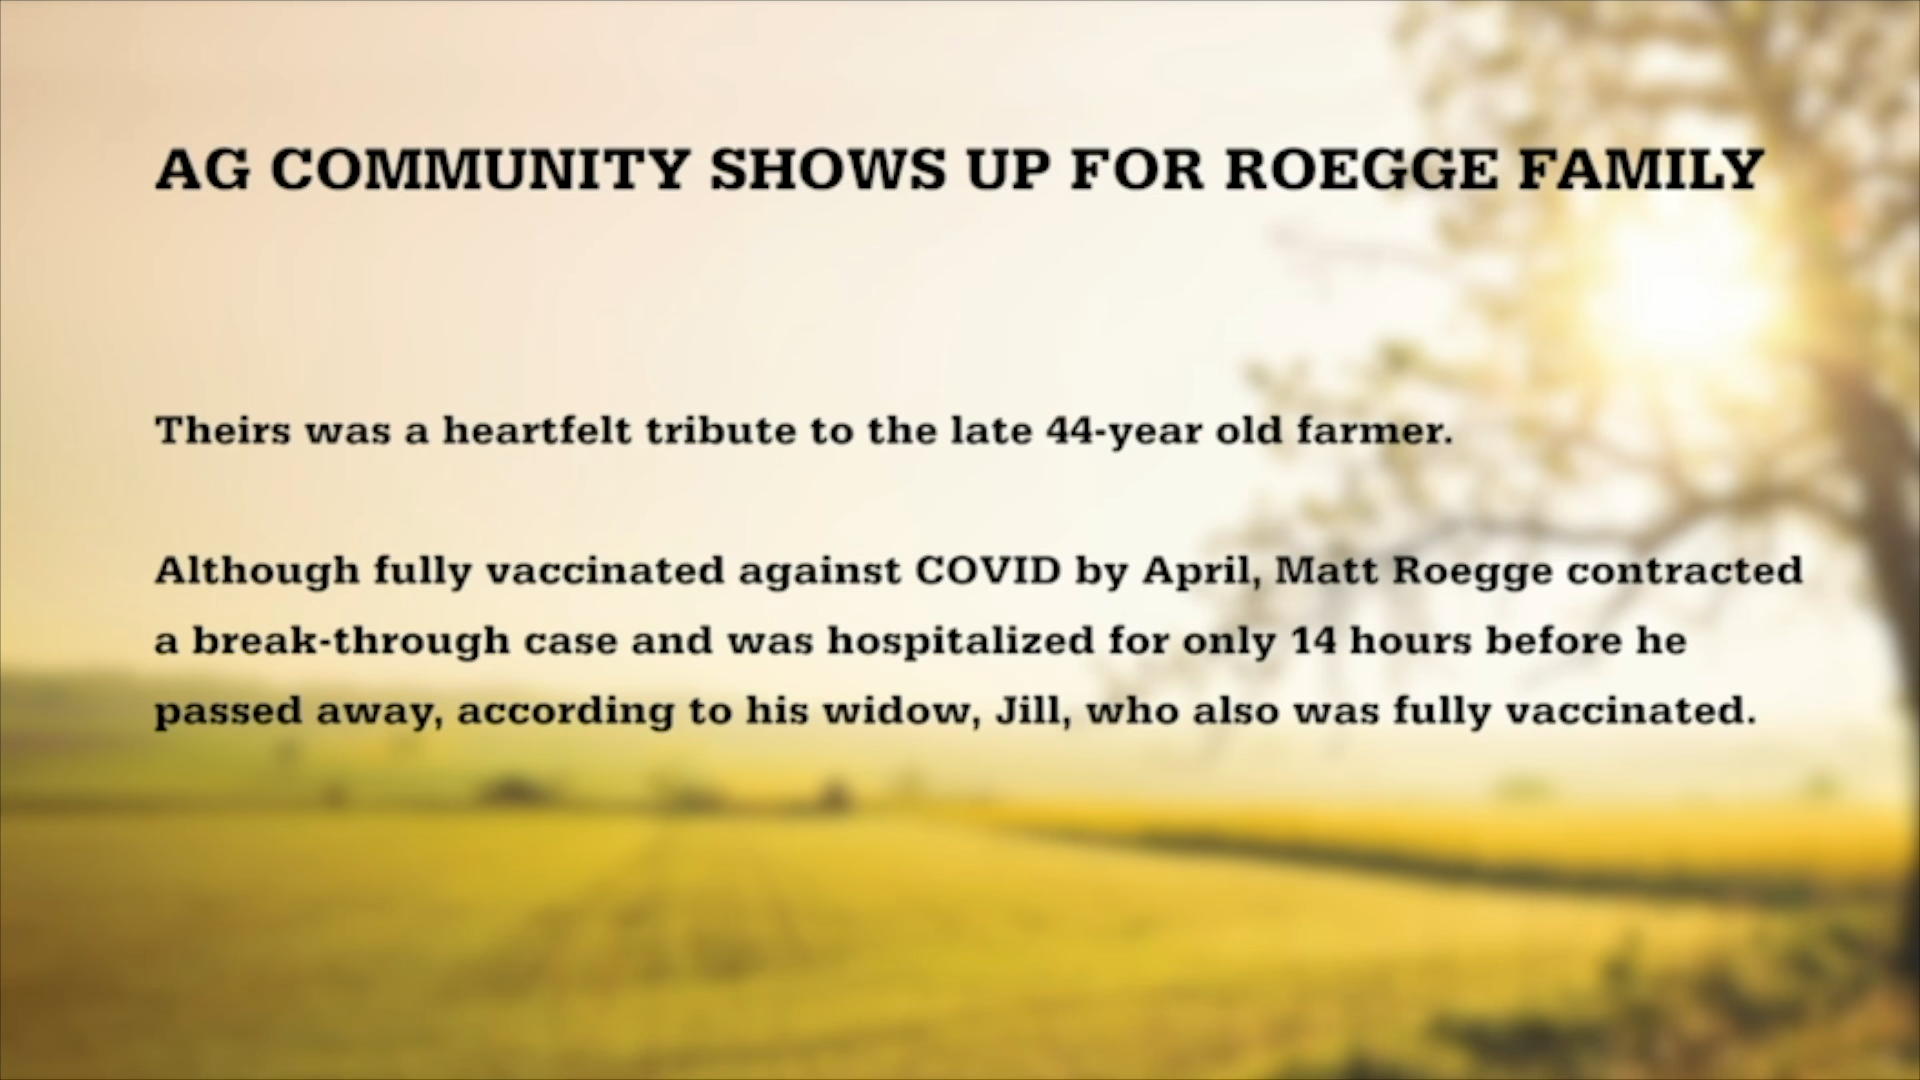 AG COMMUNITY SHOWS UP FOR ROEGGE FAMILY
Theirs was a heartfelt tribute to the late 44-year old farmer.
Although fully vaccinated against COVID by April, Matt Roegge contracted
a break-through case and was hospitalized for only 14 hours before he
passed away, according to his widow, Jill, who also was fully vaccinated.